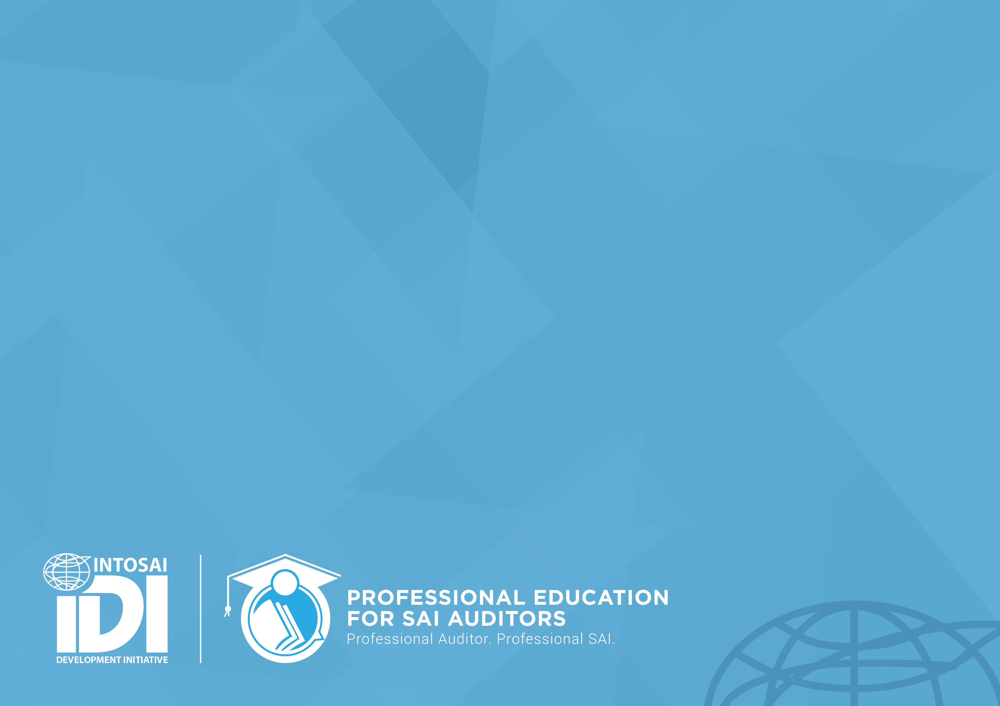 INTOSAI
IDI
DEVELOPMENT INITIATIVE
PROFESSIONAL EDUCATION
FOR SAI AUDITORS
Professional Auditor. Professional SAI.